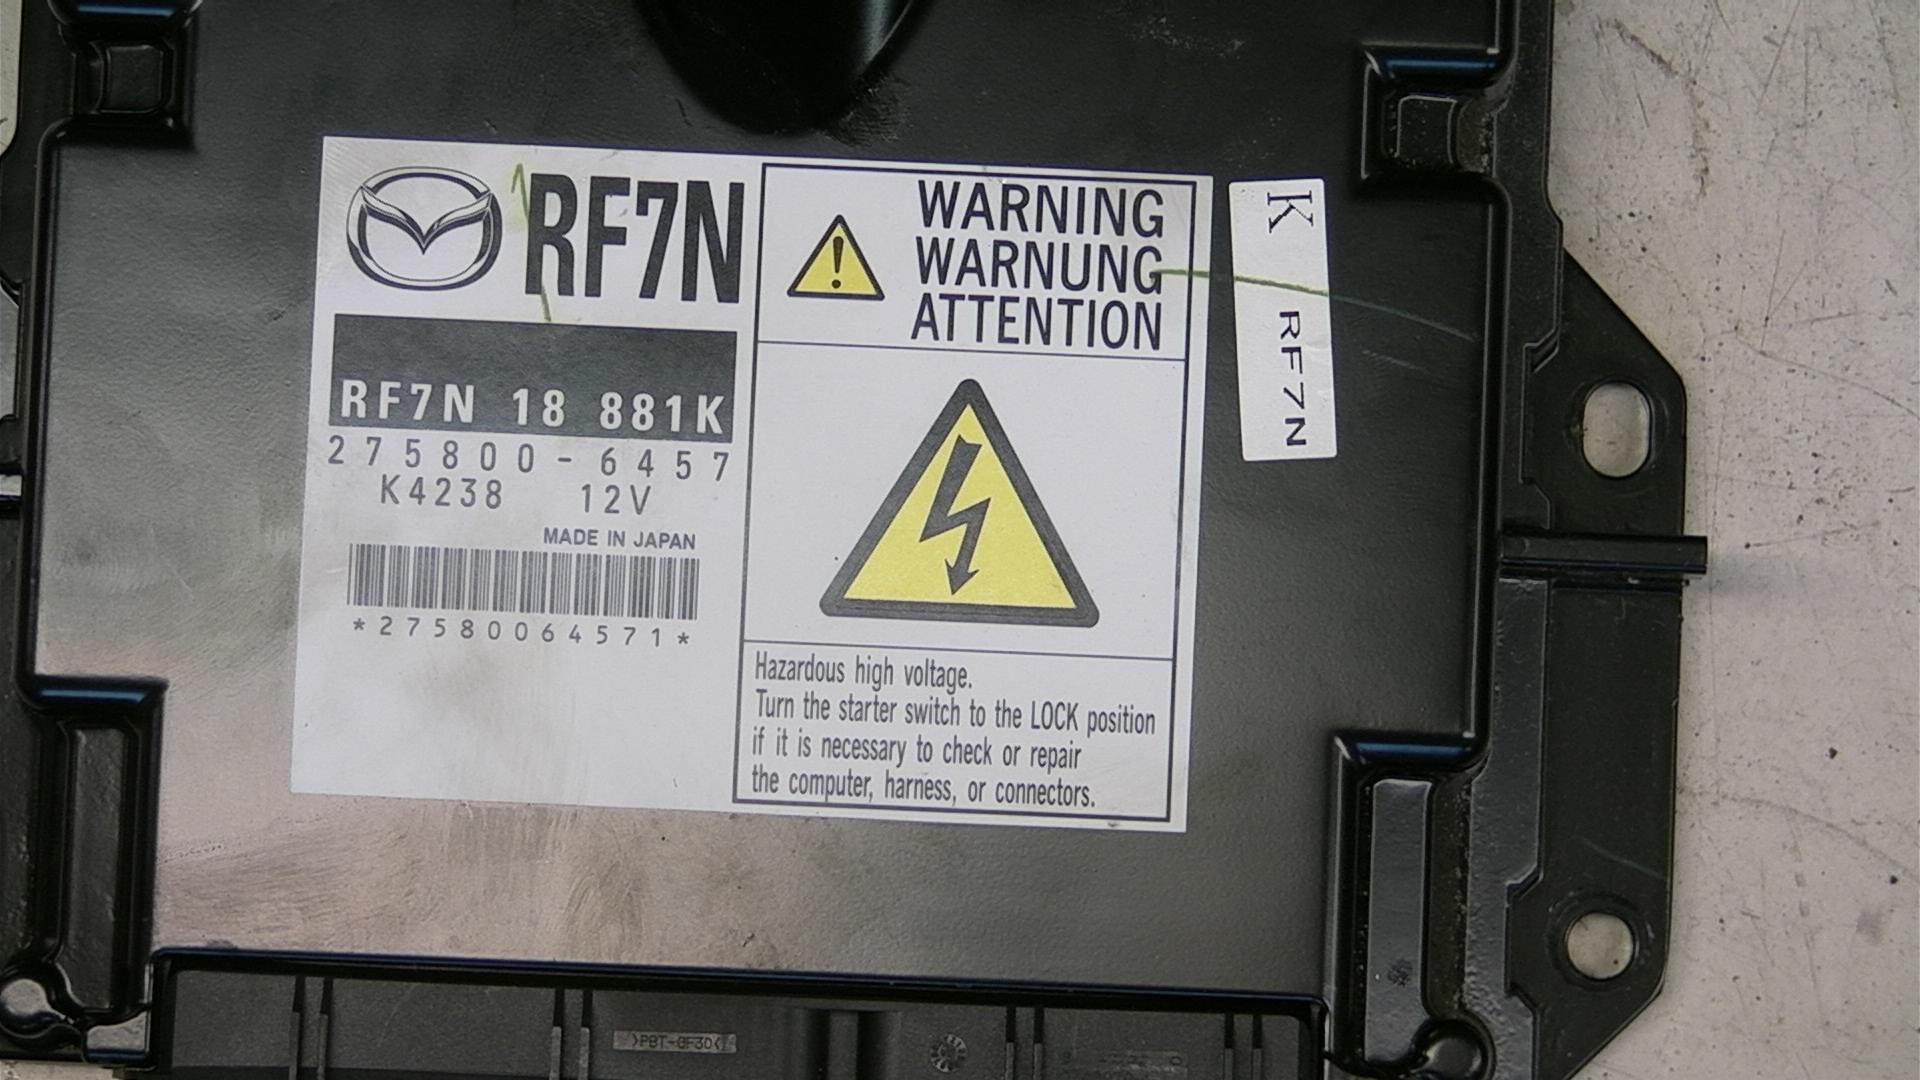 RF7N
RF7N 18 881K
275800-6457
K4238 12V
MADE IN JAPAN
*27580064571*
WARNING
WARNUNG
ATTENTION
Hazardous high voltage.
Turn the starter switch to the LOCK position
if it is necessary to check or repair
the computer, harness, or connectors.
K RF7N
>PBT-GF30<